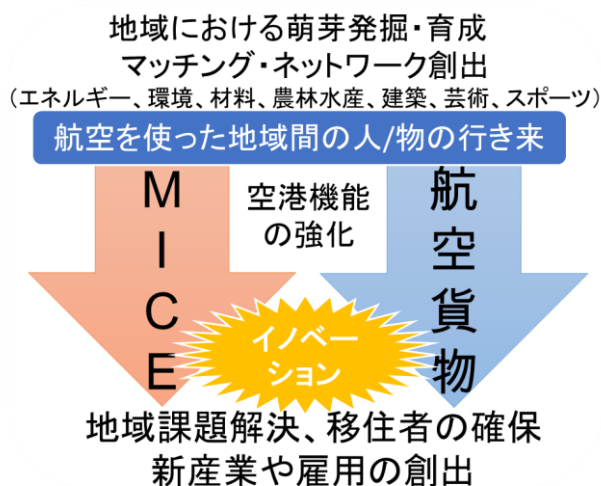 地域における萌芽発掘・育成
マッチング・ネットワーク創出
（エネルギー、環境、材料、農林水産、建築、芸術、スポーツ）
航空を使った地域間の人/物の行き来
MICE
空港機能
の強化
航空貨物
イノベー
ション
地域課題解決、移住者の確保
新産業や雇用の創出